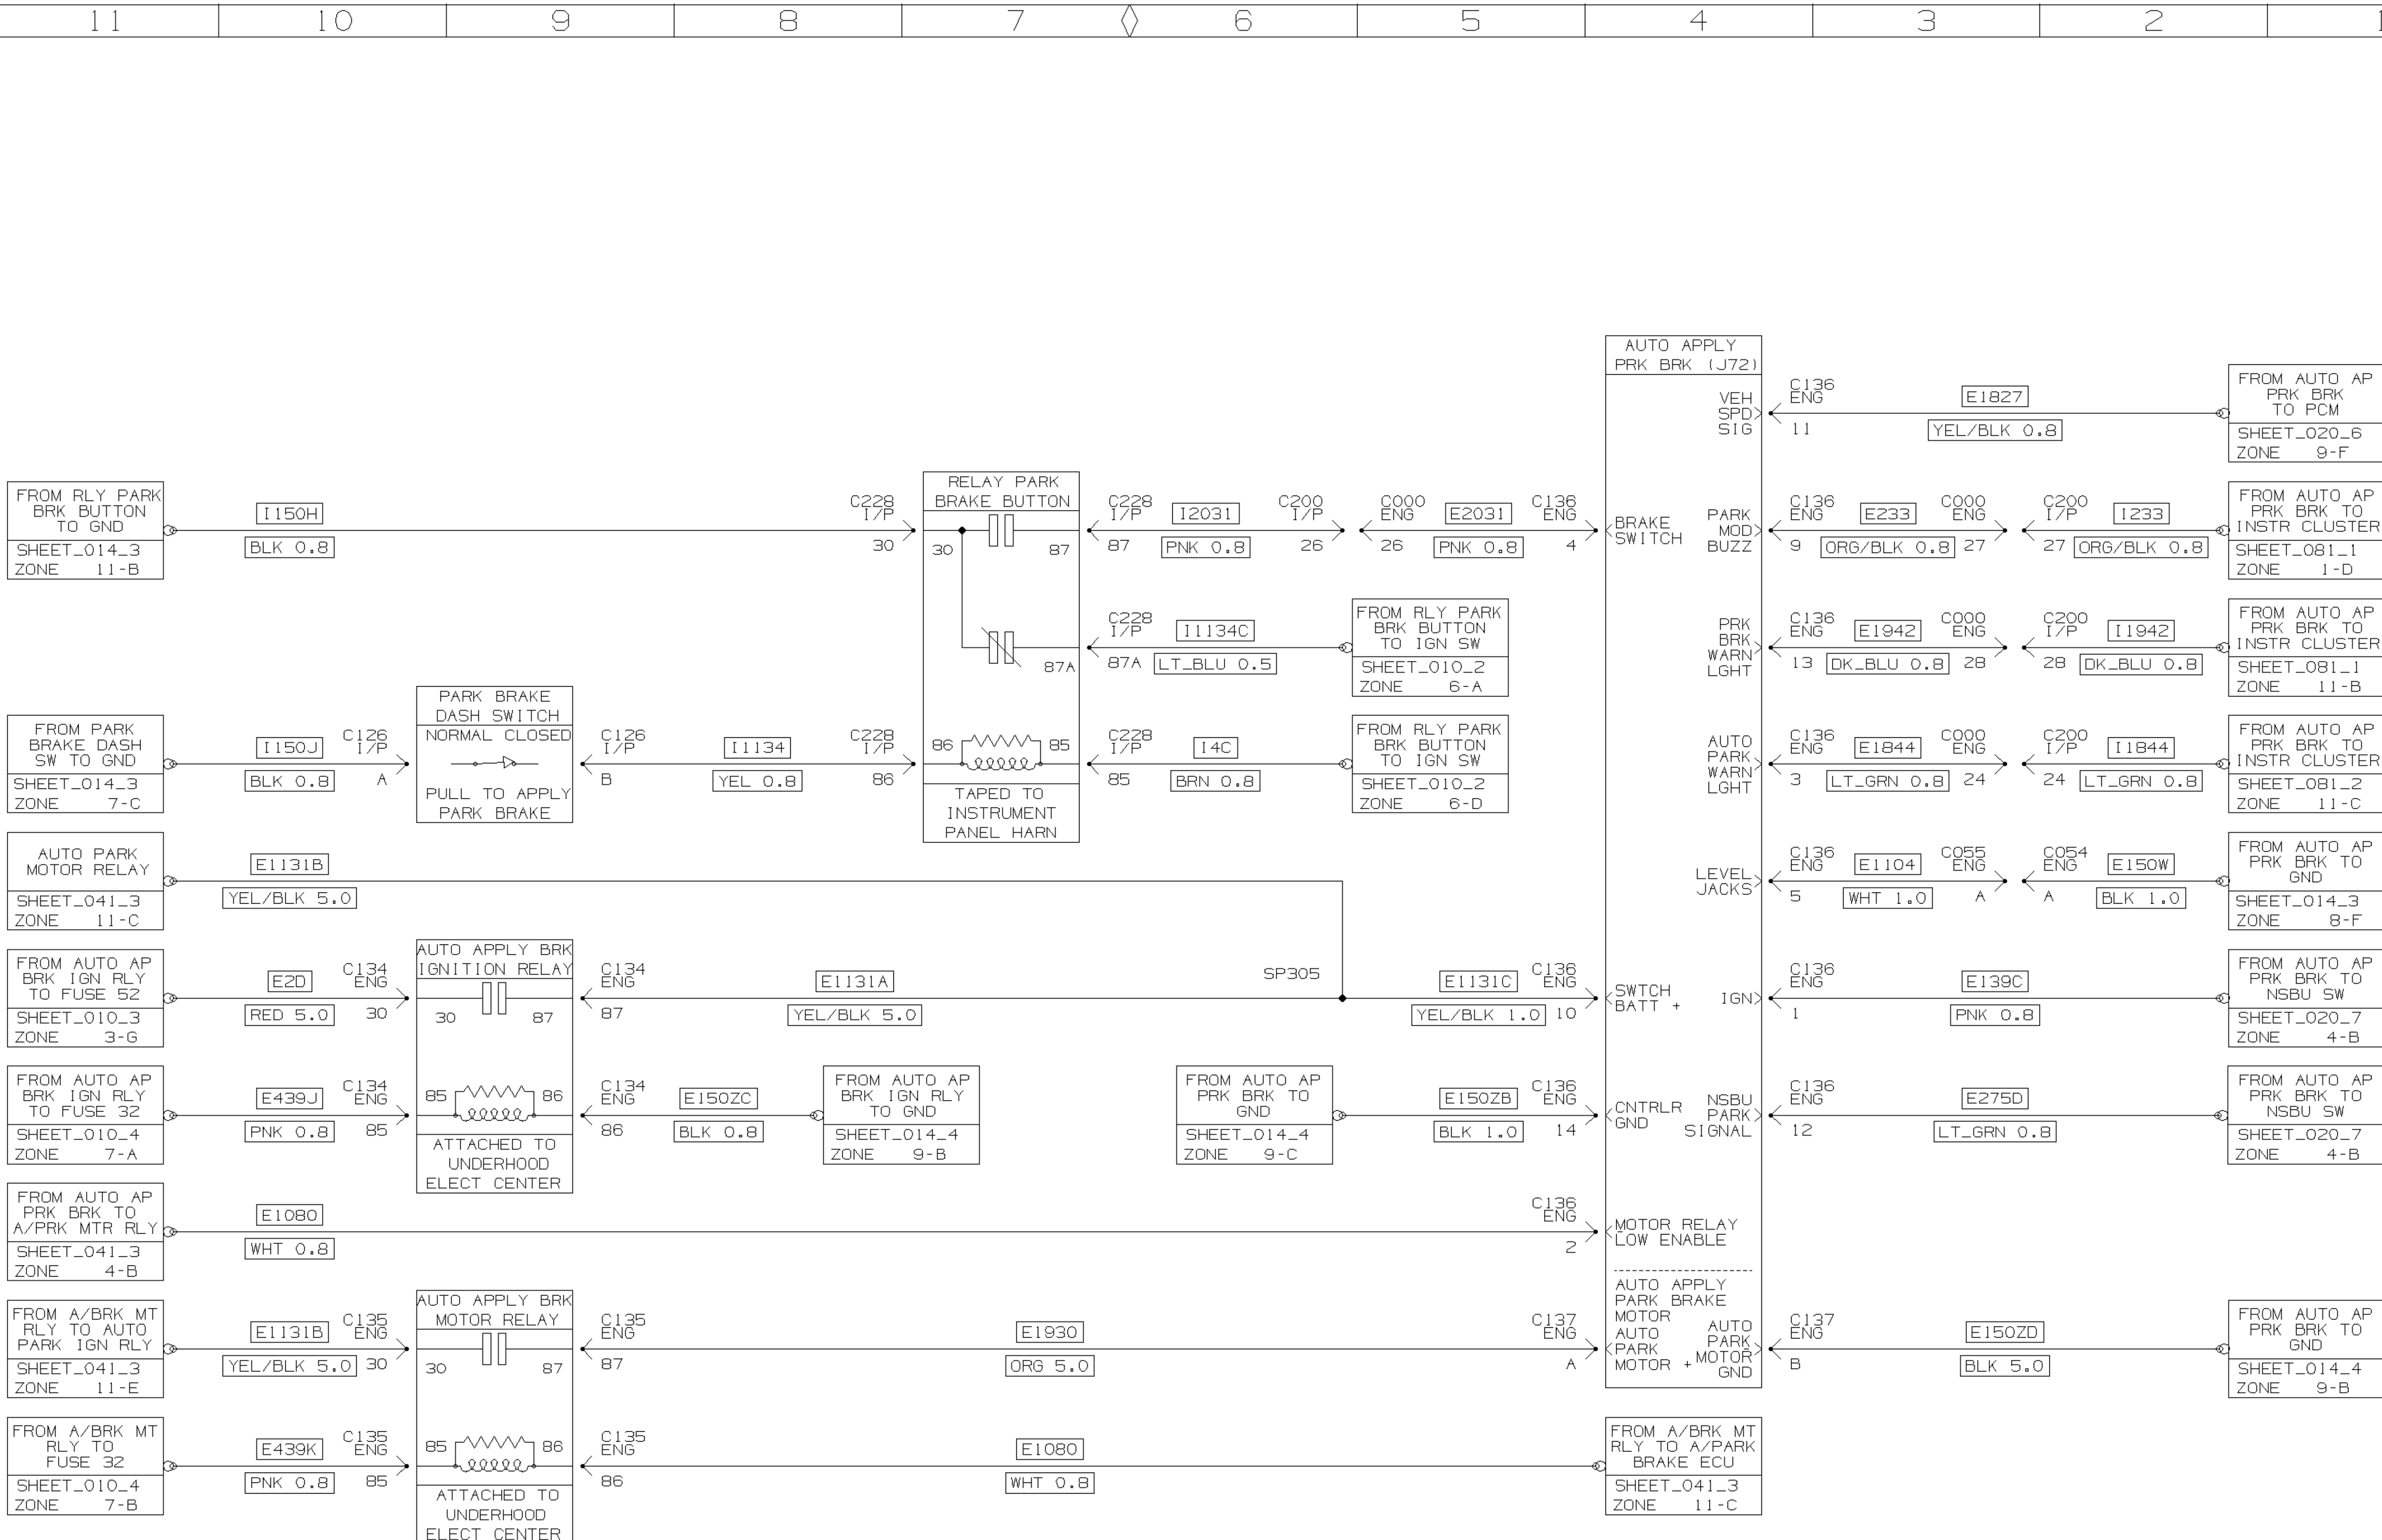 11 10 9 8 7 6 5 4 3 2 1
AUTO APPLY
PRK BRK (J72)
VEH
SPD
SIG
C136
ENG
11
E1827
YEL/BLK 0.8
FROM AUTO AP
PRK BRK
TO PCM
SHEET_020_6
ZONE 9-F
FROM RLY PARK
BRK BUTTON
TO GND
SHEET_014_3
ZONE 11-B
I150H
BLK 0.8
C228
I/P
30
RELAY PARK
BRAKE BUTTON
30
87
87A
86
85
TAPED TO
INSTRUMENT
PANEL HARN
C228
I/P
87
I2031
PNK 0.8
C200
I/P
26
C000
ENG
26
E2031
PNK 0.8
C136
ENG
4
BRAKE
SWITCH
PARK
MOD
BUZZ
C136
ENG
9
E233
ORG/BLK 0.8
C000
ENG
27
C200
I/P
27
I233
ORG/BLK 0.8
FROM AUTO AP
PRK BRK TO
INSTR CLUSTER
SHEET_081_1
ZONE 1-D
C228
I/P
87A
I1134C
LT_BLU 0.5
FROM RLY PARK
BRK BUTTON
TO IGN SW
SHEET_010_2
ZONE 6-A
PRK
BRK
WARN
LGHT
C136
ENG
13
E1942
DK_BLU 0.8
C000
ENG
28
C200
I/P
28
I1942
DK_BLU 0.8
FROM AUTO AP
PRK BRK TO
INSTR CLUSTER
SHEET_081_1
ZONE 11-B
FROM PARK
BRAKE DASH
SW TO GND
SHEET_014_3
ZONE 7-C
I150J
BLK 0.8
C126
I/P
A
PARK BRAKE
DASH SWITCH
NORMAL CLOSED
PULL TO APPLY
PARK BRAKE
C126
I/P
B
I1134
YEL 0.8
C228
I/P
86
C228
I/P
85
I4C
BRN 0.8
FROM RLY PARK
BRK BUTTON
TO IGN SW
SHEET_010_2
ZONE 6-D
AUTO
PARK
WARN
LGHT
C136
ENG
3
E1844
LT_GRN 0.8
C000
ENG
24
C200
I/P
24
I1844
LT_GRN 0.8
FROM AUTO AP
PRK BRK TO
INSTR CLUSTER
SHEET_081_2
ZONE 11-C
AUTO PARK
MOTOR RELAY
SHEET_041_3
ZONE 11-C
E1131B
YEL/BLK 5.0
LEVEL
JACKS
C136
ENG
5
E1104
WHT 1.0
C055
ENG
A
C054
ENG
A
E150W
BLK 1.0
FROM AUTO AP
PRK BRK TO
GND
SHEET_014_3
ZONE 8-F
FROM AUTO AP
BRK IGN RLY
TO FUSE 52
SHEET_010_3
ZONE 3-G
E2D
RED 5.0
C134
ENG
30
AUTO APPLY BRK
IGNITION RELAY
30
87
C134
ENG
87
E1131A
YEL/BLK 5.0
SP305
E1131C
YEL/BLK 1.0
C136
ENG
10
SWTCH
BATT +
IGN
C136
ENG
1
E139C
PNK 0.8
FROM AUTO AP
PRK BRK TO
NSBU SW
SHEET_020_7
ZONE 4-B
FROM AUTO AP
BRK IGN RLY
TO FUSE 32
SHEET_010_4
ZONE 7-A
E439J
PNK 0.8
C134
ENG
85
85
86
ATTACHED TO
UNDERHOOD
ELECT CENTER
C134
ENG
86
E150ZC
BLK 0.8
FROM AUTO AP
BRK IGN RLY
TO GND
SHEET_014_4
ZONE 9-B
FROM AUTO AP
PRK BRK TO
GND
SHEET_014_4
ZONE 9-C
E150ZB
BLK 1.0
C136
ENG
14
CNTRLR
GND
NSBU
PARK
SIGNAL
C136
ENG
12
E275D
LT_GRN 0.8
FROM AUTO AP
PRK BRK TO
NSBU SW
SHEET_020_7
ZONE 4-B
FROM AUTO AP
PRK BRK TO
A/PRK MTR RLY
SHEET_041_3
ZONE 4-B
E1080
WHT 0.8
C136
ENG
2
MOTOR RELAY
LOW ENABLE
AUTO APPLY
PARK BRAKE
MOTOR
FROM A/BRK MT
RLY TO AUTO
PARK IGN RLY
SHEET_041_3
ZONE 11-E
E1131B
YEL/BLK 5.0
C135
ENG
30
AUTO APPLY BRK
MOTOR RELAY
30
87
C135
ENG
87
E1930
ORG 5.0
C137
ENG
A
AUTO
PARK
MOTOR +
AUTO
PARK
MOTOR
GND
C137
ENG
B
E150ZD
BLK 5.0
FROM AUTO AP
PRK BRK TO
GND
SHEET_014_4
ZONE 9-B
FROM A/BRK MT
RLY TO
FUSE 32
SHEET_010_4
ZONE 7-B
E439K
PNK 0.8
C135
ENG
85
85
86
ATTACHED TO
UNDERHOOD
ELECT CENTER
C135
ENG
86
E1080
WHT 0.8
FROM A/BRK MT
RLY TO A/PARK
BRAKE ECU
SHEET_041_3
ZONE 11-C